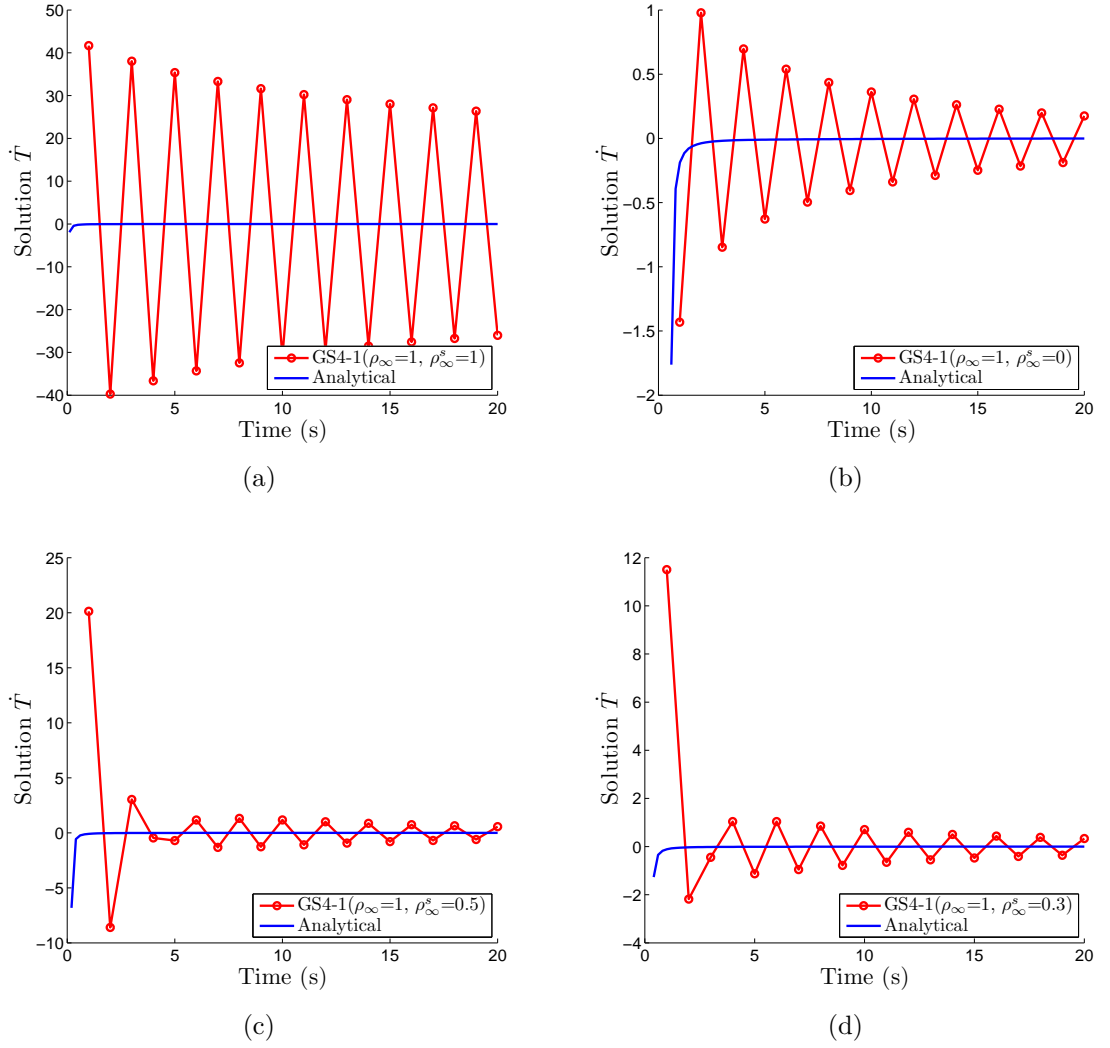 50
40
30
20
10
0
−10
−20
−30
−40
0 5 10 15 20
Solution Ṫ
Time (s)
GS4-1(ρ∞=1, ρ∞ˢ=1)
Analytical
(a)
1
0.5
0
−0.5
−1
−1.5
−2
0 5 10 15 20
Solution Ṫ
Time (s)
GS4-1(ρ∞=1, ρ∞ˢ=0)
Analytical
(b)
25
20
15
10
5
0
−5
−10
0 5 10 15 20
Solution Ṫ
Time (s)
GS4-1(ρ∞=1, ρ∞ˢ=0.5)
Analytical
(c)
12
10
8
6
4
2
0
−2
−4
0 5 10 15 20
Solution Ṫ
Time (s)
GS4-1(ρ∞=1, ρ∞ˢ=0.3)
Analytical
(d)